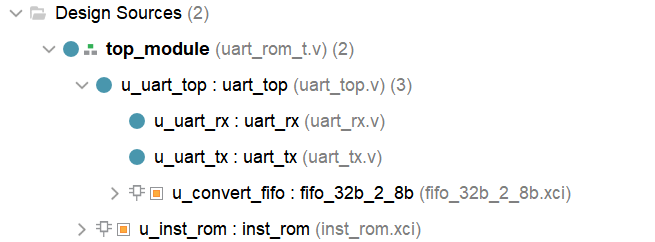 Design Sources (2)
top_module (uart_rom_t.v) (2)
u_uart_top : uart_top (uart_top.v) (3)
u_uart_rx : uart_rx (uart_rx.v)
u_uart_tx : uart_tx (uart_tx.v)
u_convert_fifo : fifo_32b_2_8b (fifo_32b_2_8b.xci)
u_inst_rom : inst_rom (inst_rom.xci)